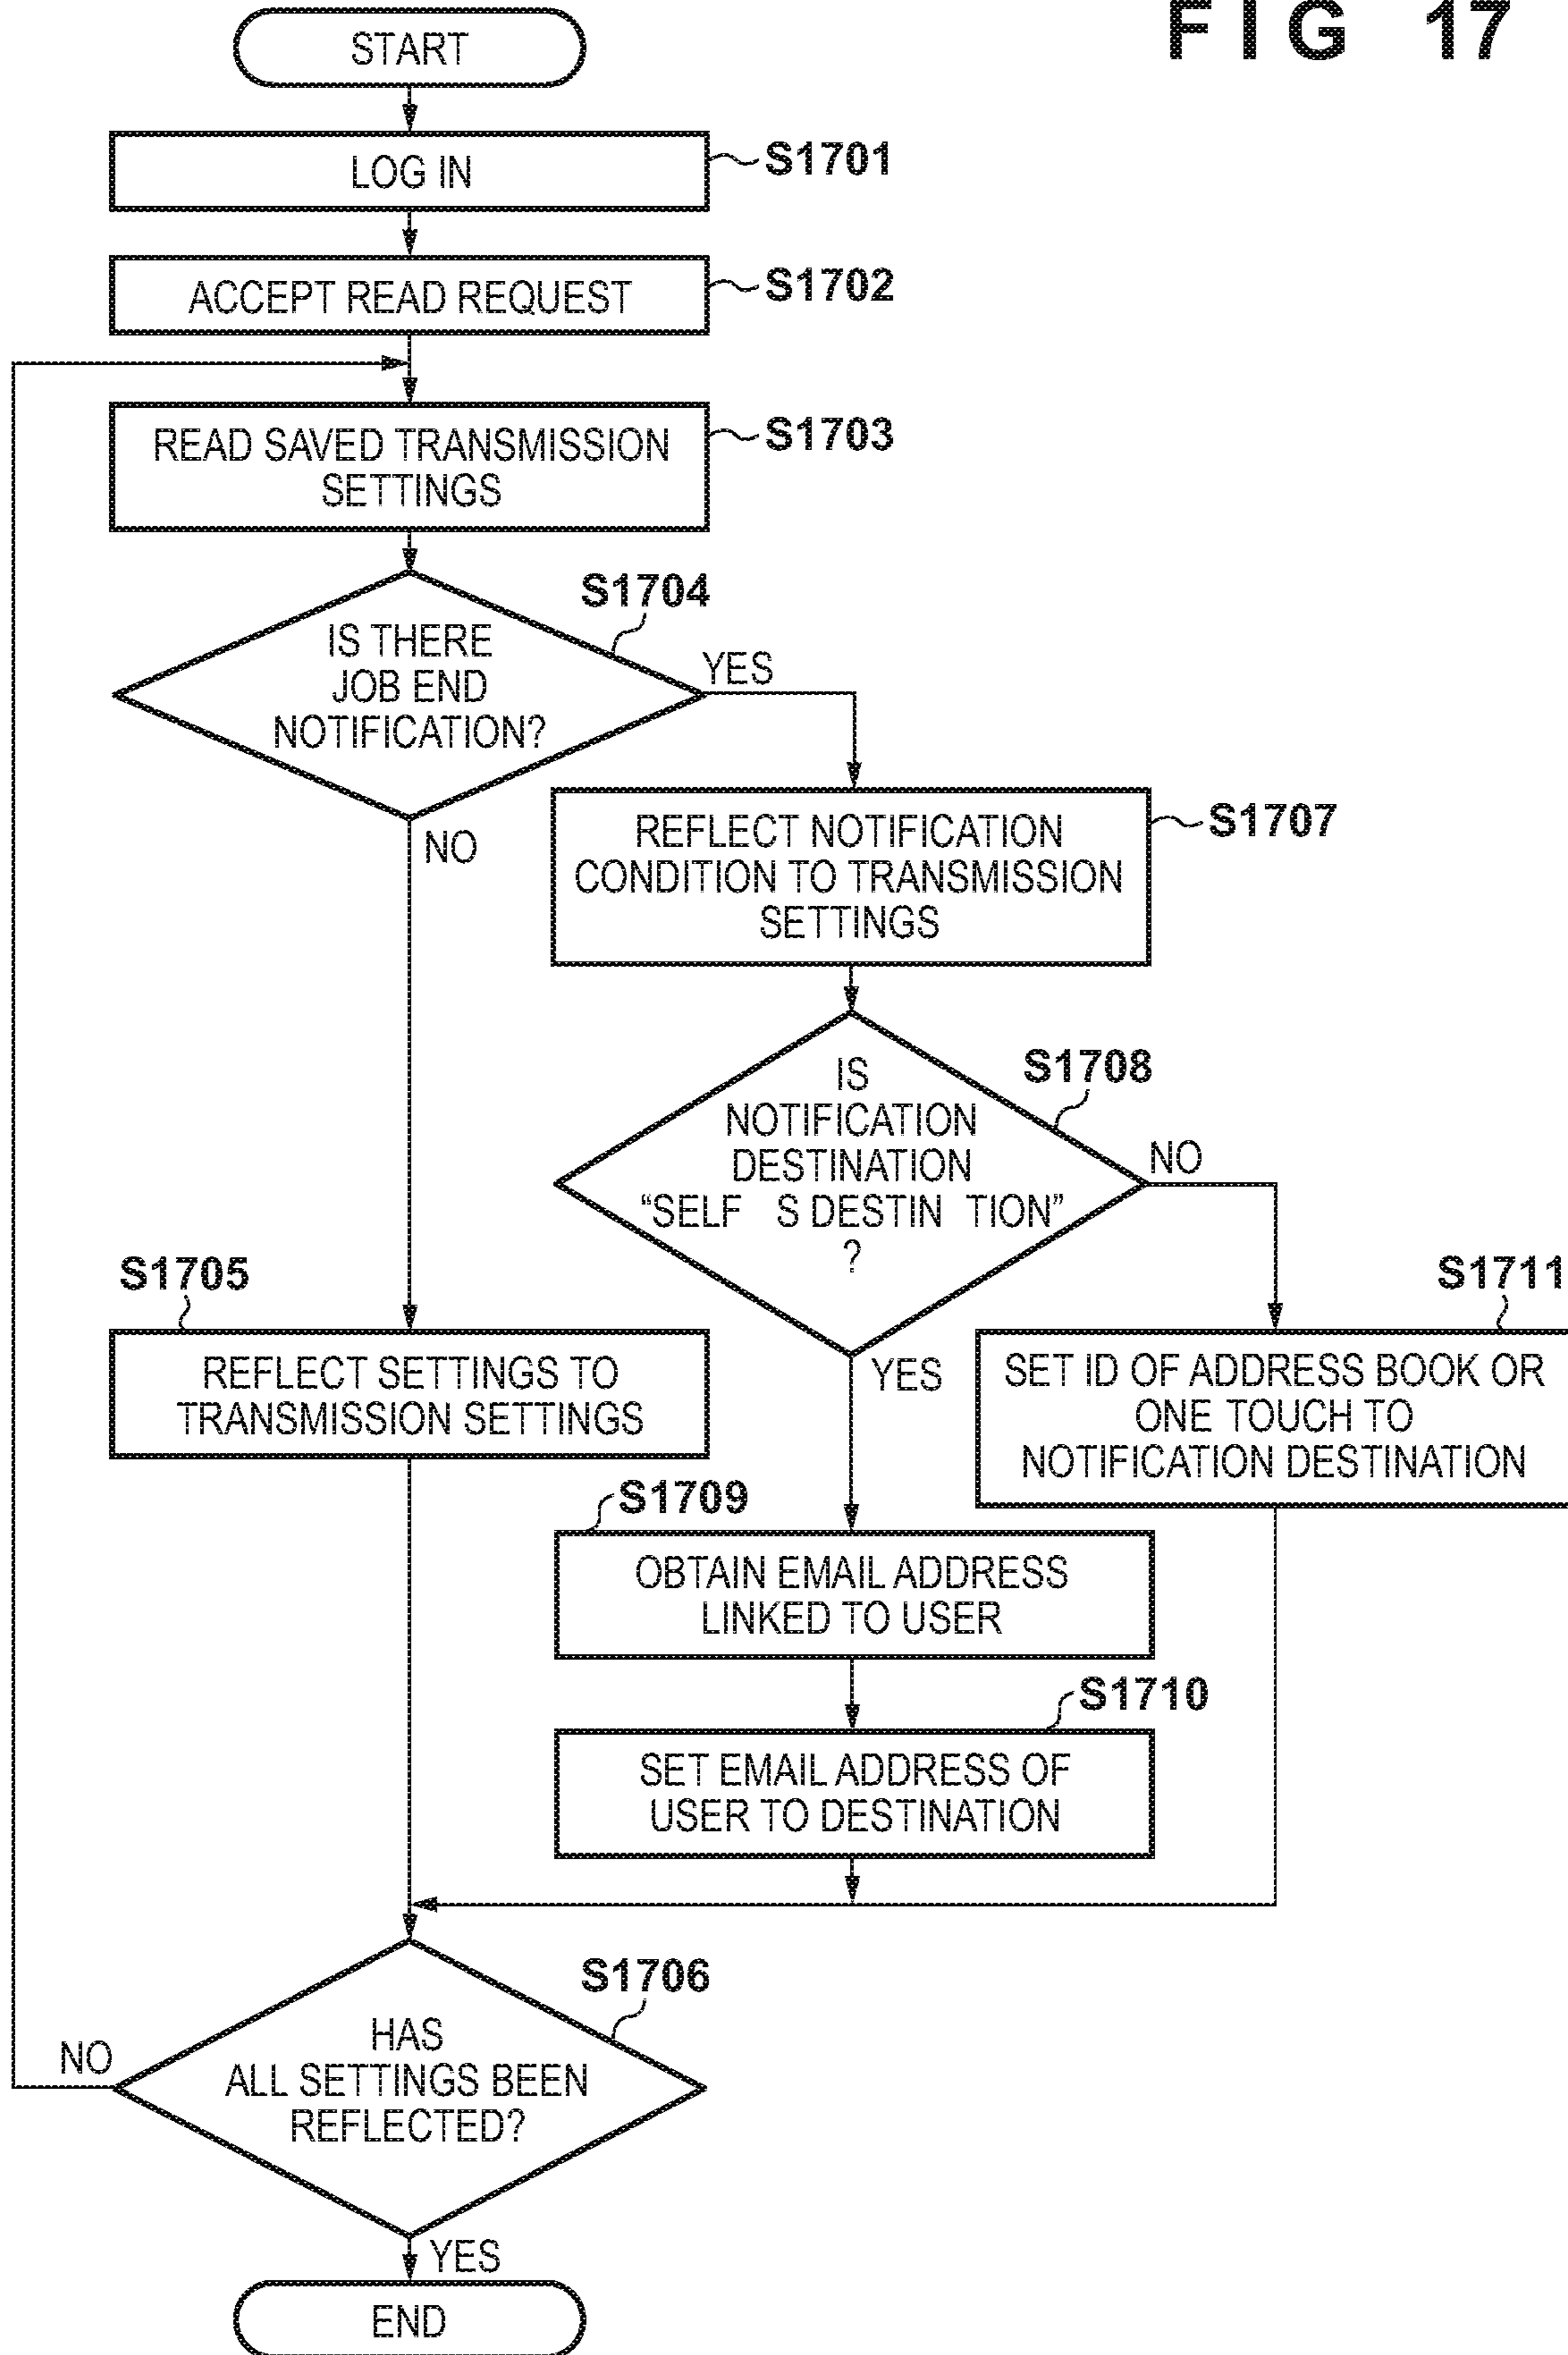 FIG 17
START
LOG IN
S1701
ACCEPT READ REQUEST
S1702
READ SAVED TRANSMISSION
SETTINGS
S1703
S1704
IS THERE
JOB END
NOTIFICATION?
YES
NO
REFLECT NOTIFICATION
CONDITION TO TRANSMISSION
SETTINGS
S1707
S1708
IS
NOTIFICATION
DESTINATION
“SELF S DESTIN TION”
?
NO
YES
S1705
REFLECT SETTINGS TO
TRANSMISSION SETTINGS
S1711
SET ID OF ADDRESS BOOK OR
ONE TOUCH TO
NOTIFICATION DESTINATION
S1709
OBTAIN EMAIL ADDRESS
LINKED TO USER
S1710
SET EMAIL ADDRESS OF
USER TO DESTINATION
S1706
HAS
ALL SETTINGS BEEN
REFLECTED?
NO
YES
END